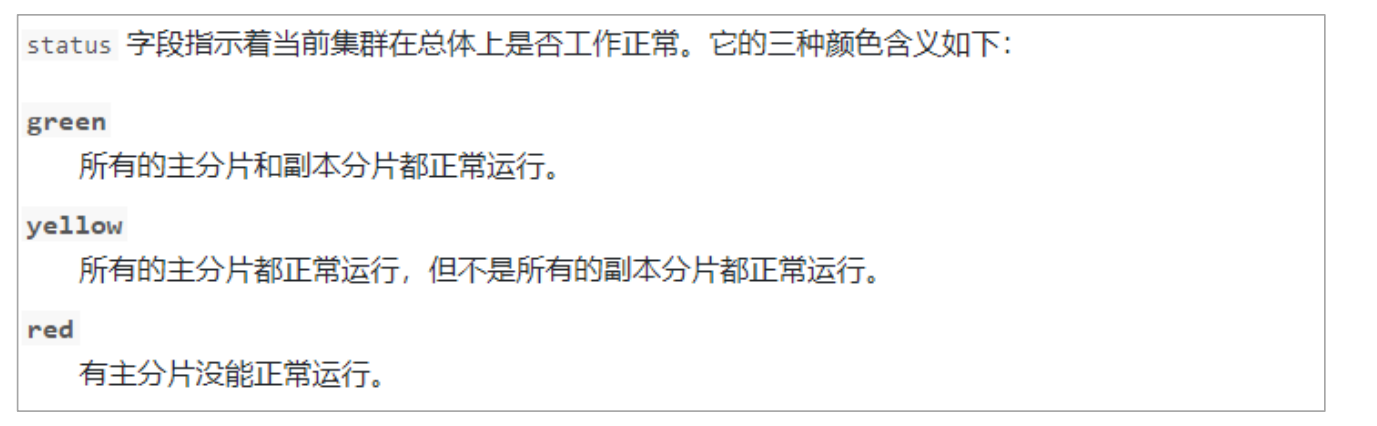 status 字段指示着当前集群在总体上是否工作正常。它的三种颜色含义如下：
green
所有的主分片和副本分片都正常运行。
yellow
所有的主分片都正常运行，但不是所有的副本分片都正常运行。
red
有主分片没能正常运行。